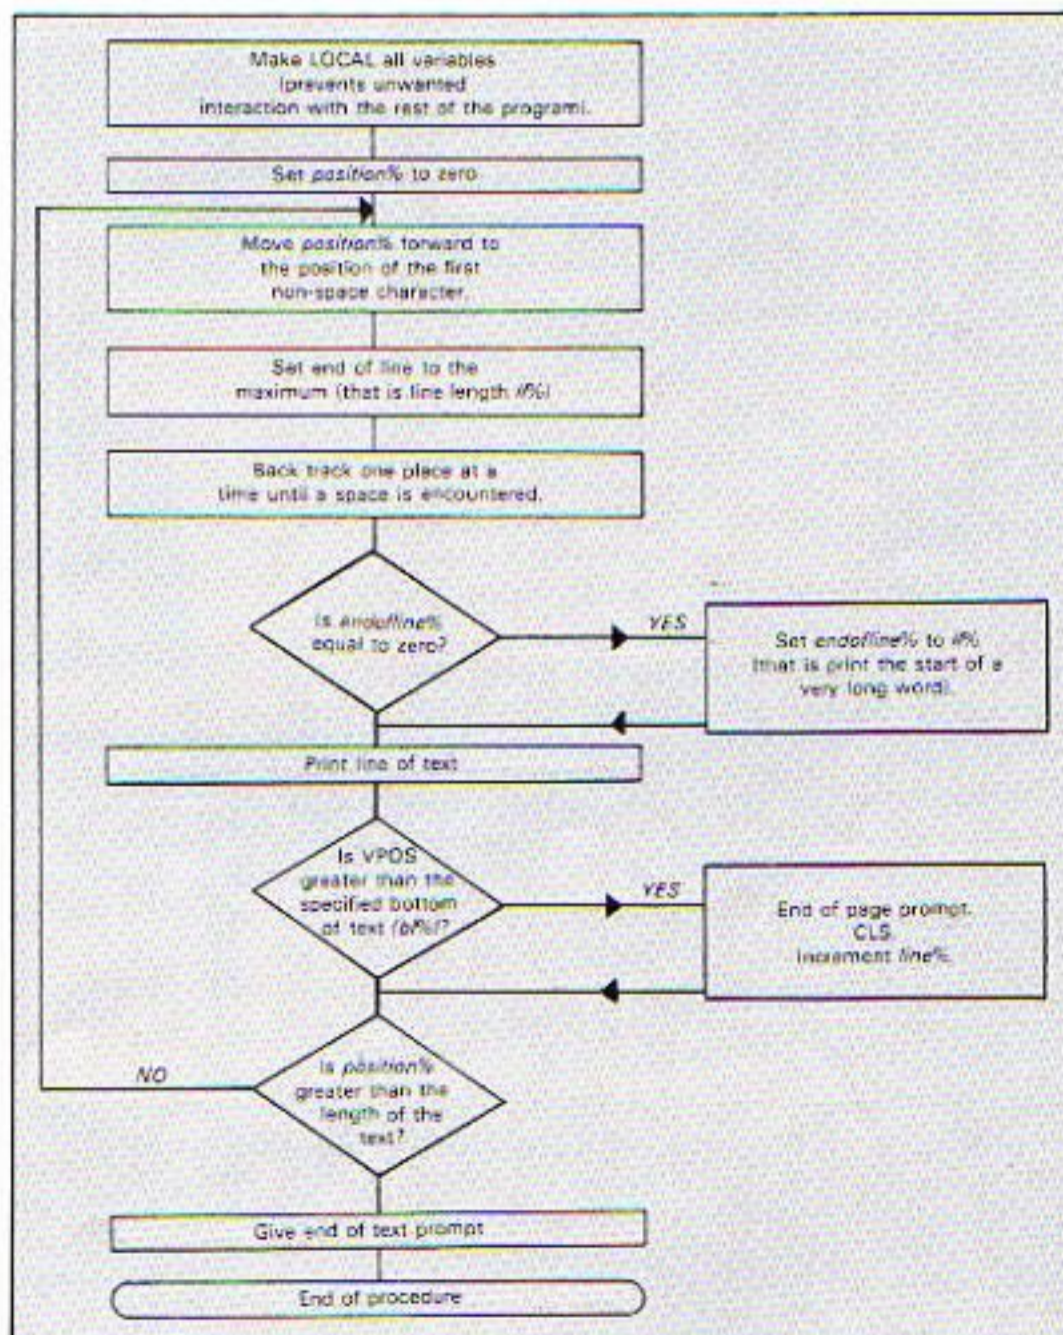 Make LOCAL all variables
(prevents unwanted
interaction with the rest of the program).
Set position% to zero
Move position% forward to
the position of the first
non-space character.
Set end of line to the
maximum (that is line length ll%)
Back track one place at a
time until a space is encountered.
Is endofline%
equal to zero?
YES
Set endofline% to ll%
(that is print the start of a
very long word).
Print line of text
Is VPOS
greater than the
specified bottom
of text (bl%)?
YES
End of page prompt.
CLS.
Increment line%.
Is position%
greater than the
length of the
text?
NO
Give end of text prompt
End of procedure